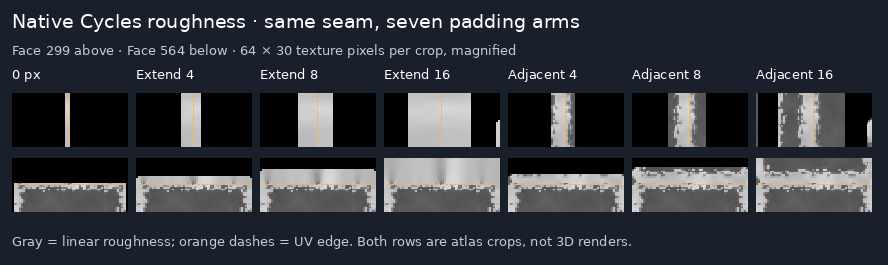 Native Cycles roughness · same seam, seven padding arms
Face 299 above · Face 564 below · 64 × 30 texture pixels per crop, magnified
0 px Extend 4 Extend 8 Extend 16 Adjacent 4 Adjacent 8 Adjacent 16
Gray = linear roughness; orange dashes = UV edge. Both rows are atlas crops, not 3D renders.